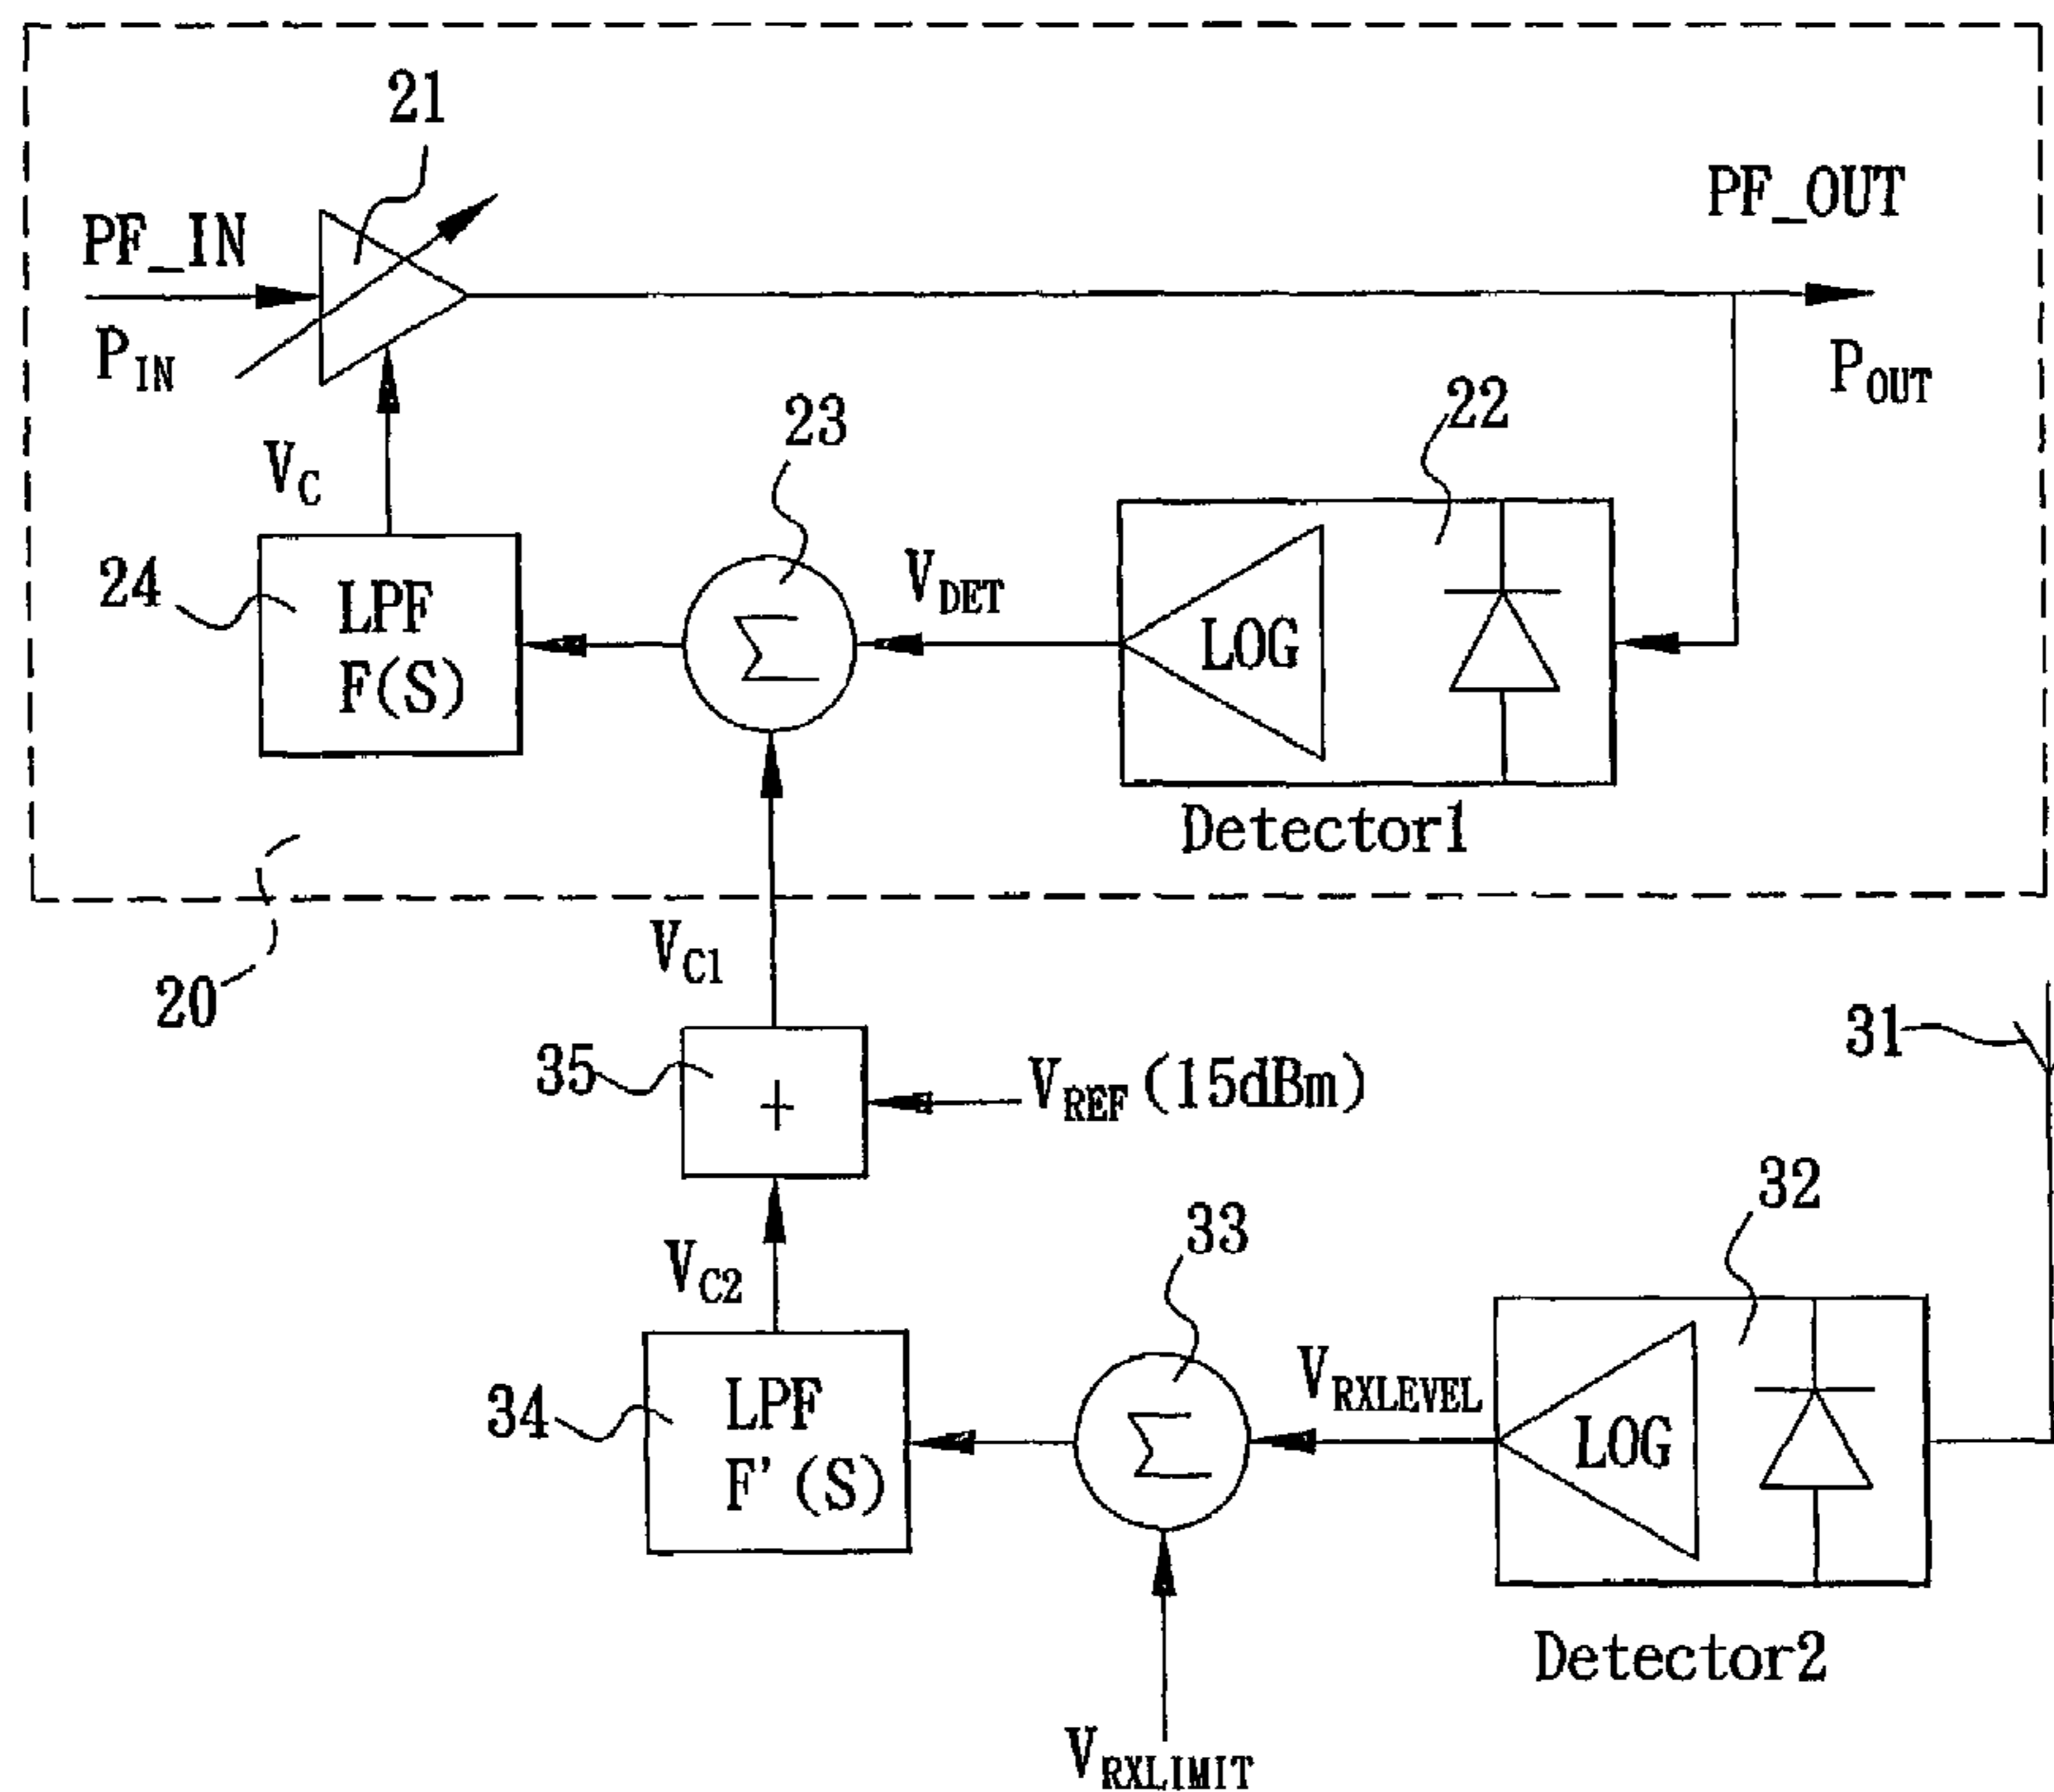 21
PF_IN
PF_OUT
P_IN
P_OUT
22
23
V_C
V_DET
24
LPF
F(S)
Σ
LOG
Detector1
V_C1
20
31
35
+
V_REF(15dBm)
32
33
V_C2
V_RXLEVEL
34
LPF
F'(S)
Σ
LOG
Detector2
V_RXLIMIT